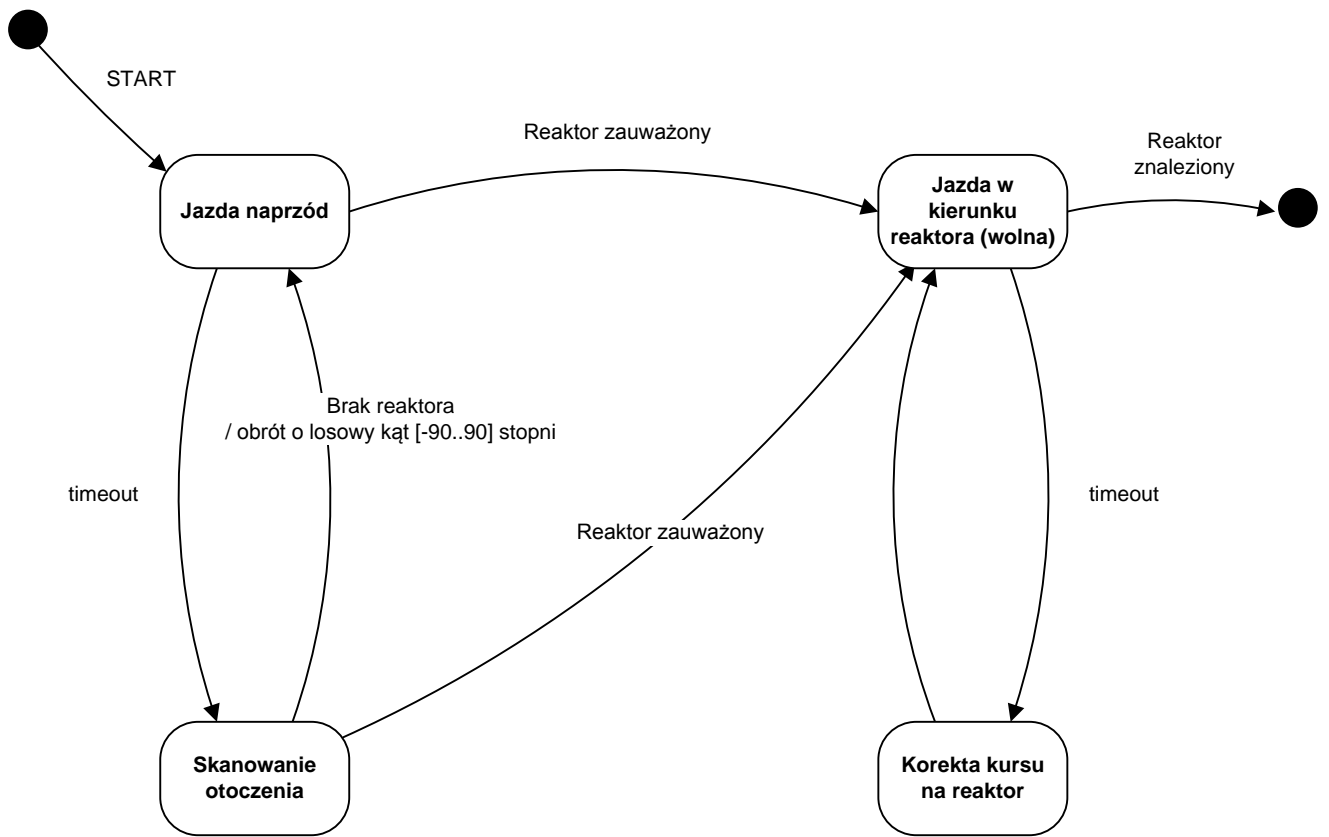 START
Reaktor zauważony
Reaktor
znaleziony
Jazda naprzód
Jazda w
kierunku
reaktora (wolna)
Brak reaktora
/ obrót o losowy kąt [-90..90] stopni
timeout
timeout
Reaktor zauważony
Skanowanie
otoczenia
Korekta kursu
na reaktor